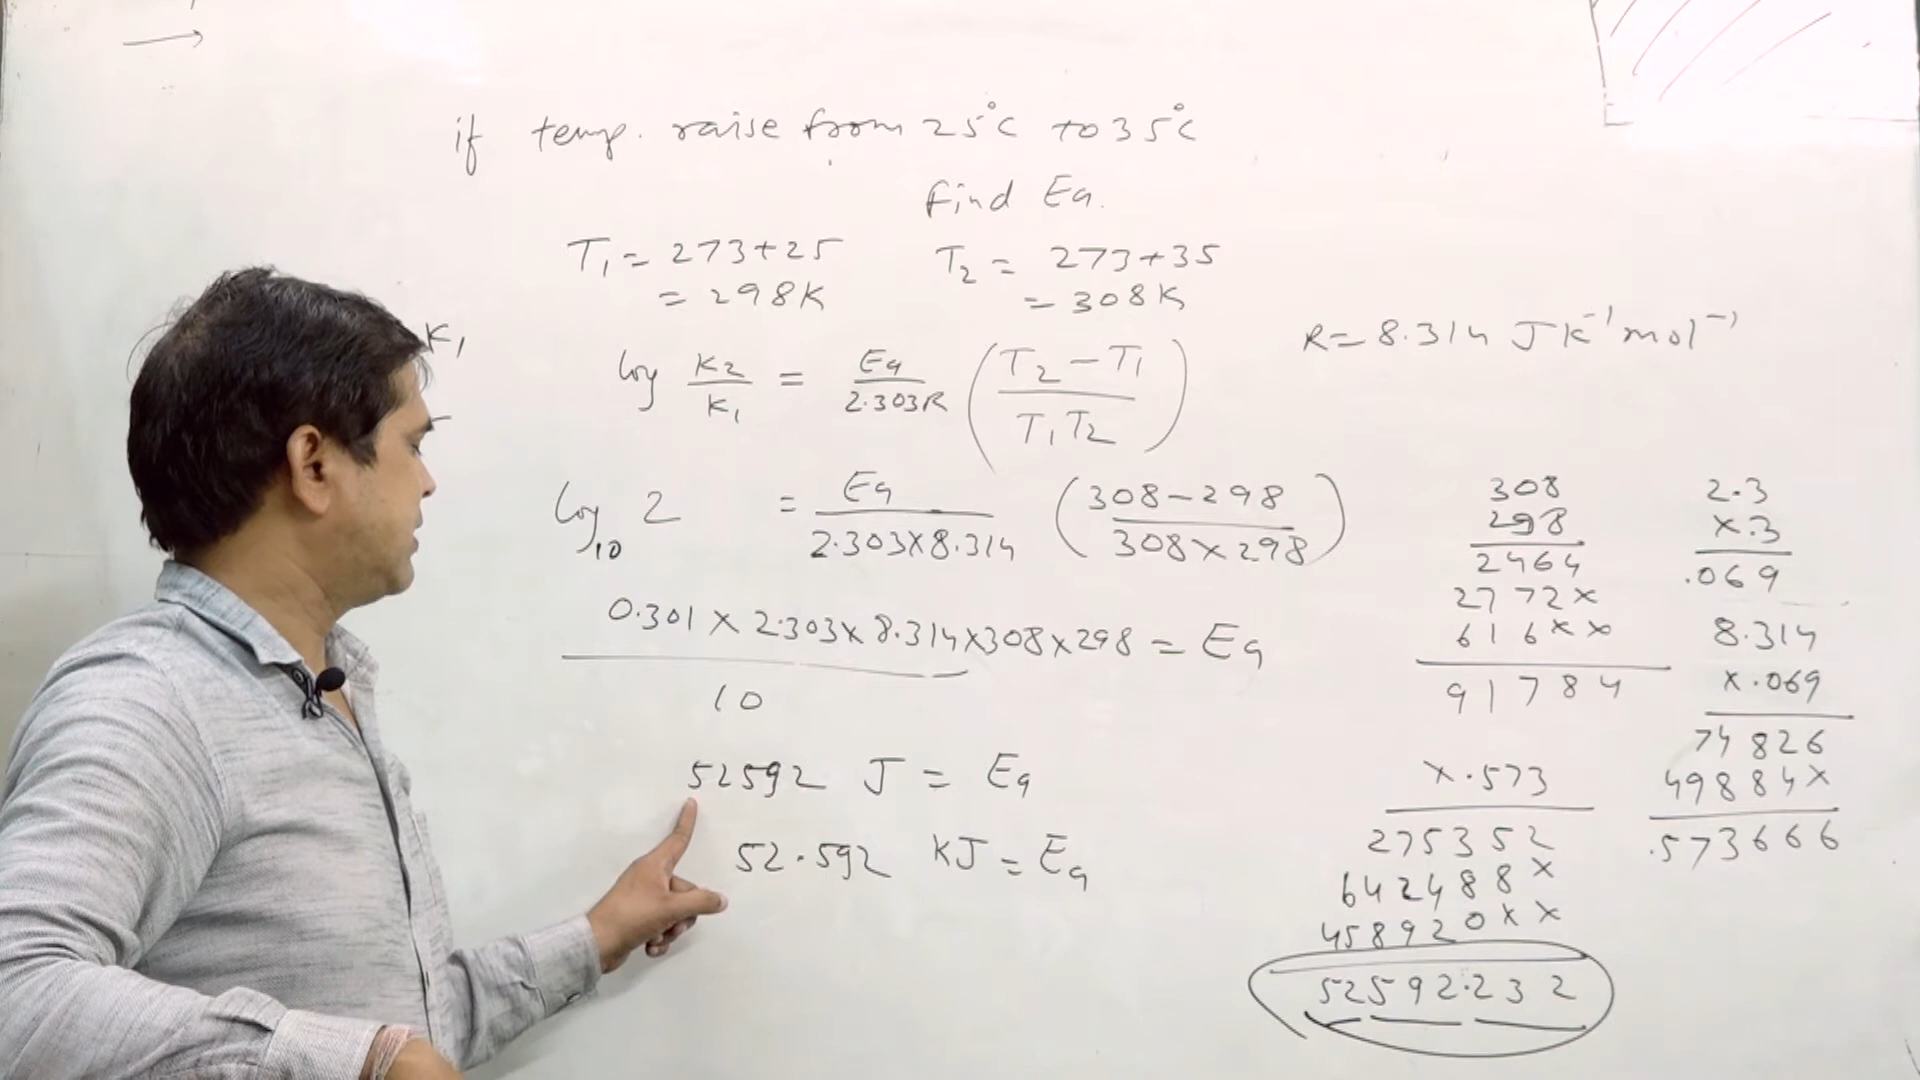 if temp. raise from 25°C to 35°C
find Ea.
T₁ = 273+25
= 298K
T₂ = 273+35
= 308K
R = 8.314 J K⁻¹ mol⁻¹
K₁
log K₂/K₁ = Ea/2.303R (T₂ - T₁/T₁T₂)
log₁₀ 2 = Ea/2.303×8.314 (308-298/308×298)
0.301 × 2.303 × 8.314 × 308 × 298 = Ea
10
52592 J = Ea
52.592 KJ = Ea
308
298
2464
2772×
616××
91784
×.573
275352
642488×
458920××
52592.232
2.3
×.3
.069
8.314
×.069
74826
49884×
.573666